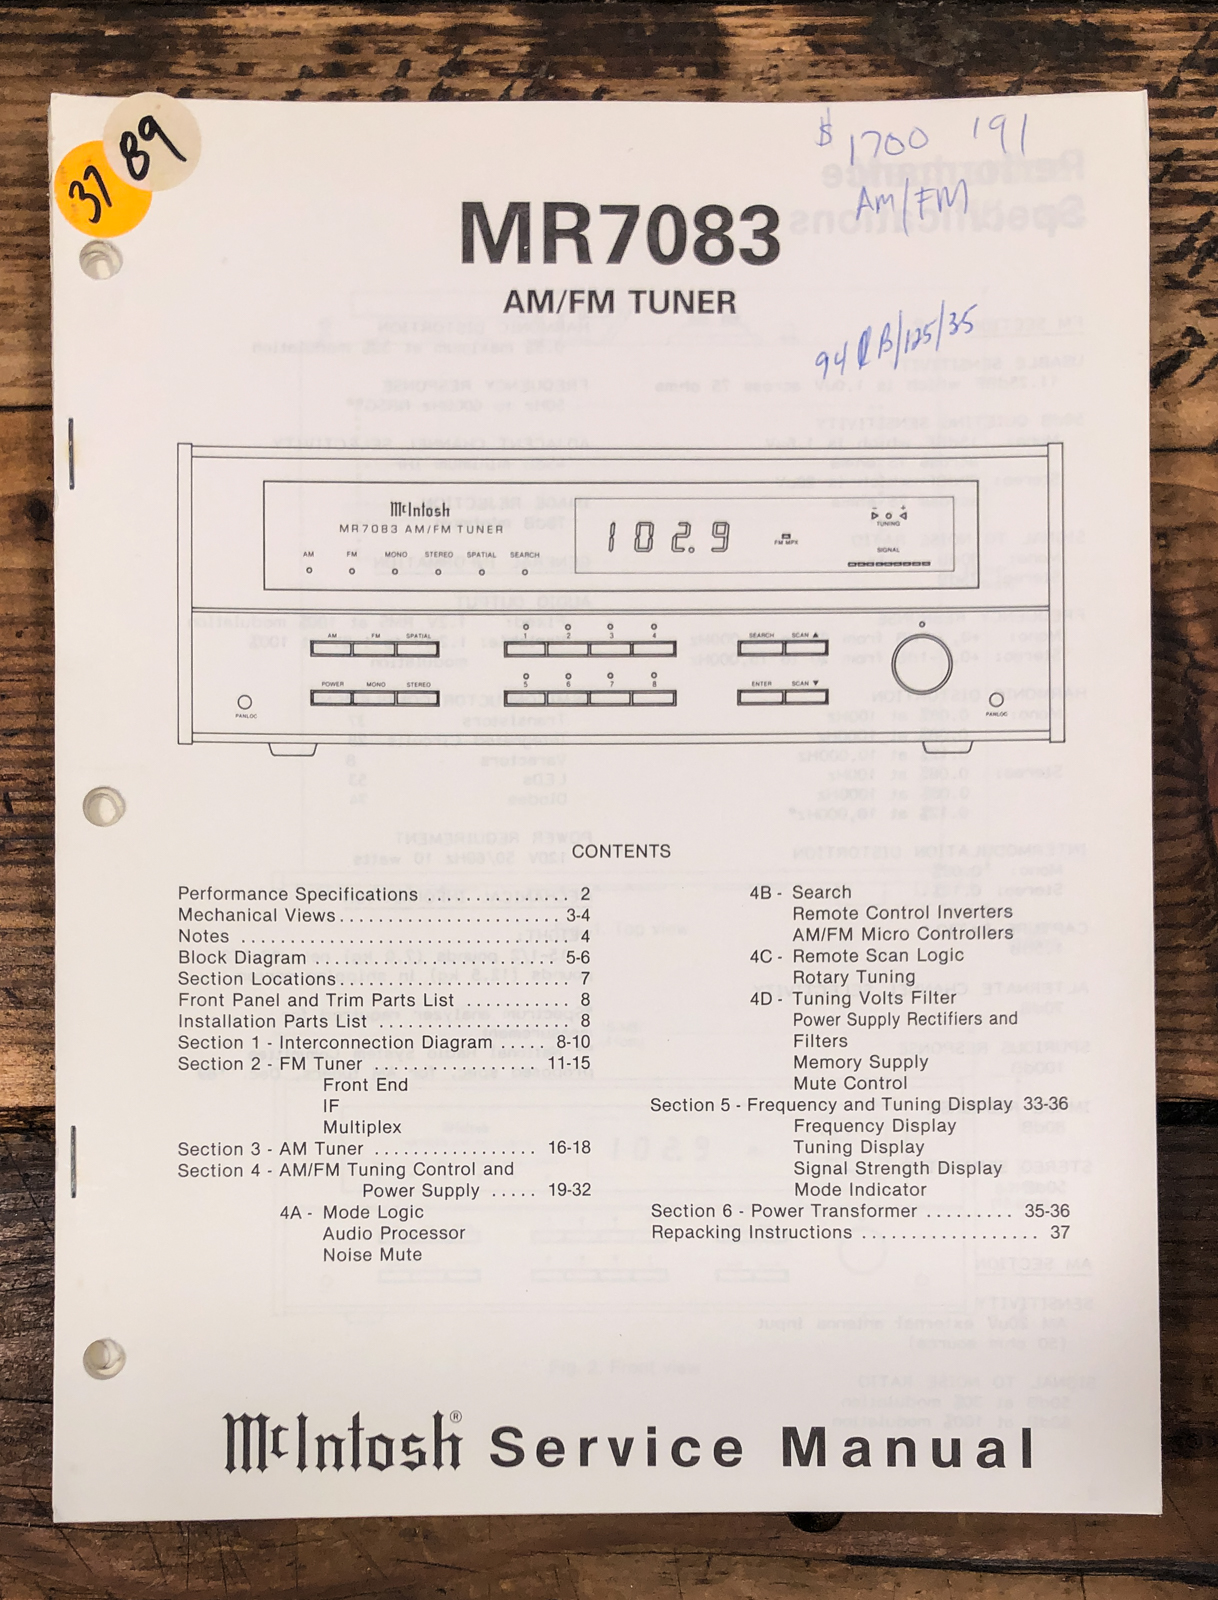 89
37
$1700 '91
AM/FM
MR7083
AM/FM TUNER
McIntosh
MR7083 AM/FM TUNER
AM FM MONO STEREO SPATIAL SEARCH
102.9
FM MPX
- +
TUNING
SIGNAL
AM FM SPATIAL
1 2 3 4
SEARCH SCAN ▲
POWER MONO STEREO
5 6 7 8
ENTER SCAN ▼
PANLOC
PANLOC
CONTENTS
Performance Specifications . . . . . . . . . . . . . . . 2
Mechanical Views . . . . . . . . . . . . . . . . . . . . . . 3-4
Notes . . . . . . . . . . . . . . . . . . . . . . . . . . . . . . . . 4
Block Diagram . . . . . . . . . . . . . . . . . . . . . . . . 5-6
Section Locations . . . . . . . . . . . . . . . . . . . . . . . 7
Front Panel and Trim Parts List . . . . . . . . . . 8
Installation Parts List . . . . . . . . . . . . . . . . . . . 8
Section 1 - Interconnection Diagram . . . . . 8-10
Section 2 - FM Tuner . . . . . . . . . . . . . . . . . . 11-15
Front End
IF
Multiplex
Section 3 - AM Tuner . . . . . . . . . . . . . . . . . 16-18
Section 4 - AM/FM Tuning Control and
Power Supply . . . . . 19-32
4A - Mode Logic
Audio Processor
Noise Mute
4B - Search
Remote Control Inverters
AM/FM Micro Controllers
4C - Remote Scan Logic
Rotary Tuning
4D - Tuning Volts Filter
Power Supply Rectifiers and
Filters
Memory Supply
Mute Control
Section 5 - Frequency and Tuning Display 33-36
Frequency Display
Tuning Display
Signal Strength Display
Mode Indicator
Section 6 - Power Transformer . . . . . . . . . 35-36
Repacking Instructions . . . . . . . . . . . . . . . . . . 37
McIntosh® Service Manual